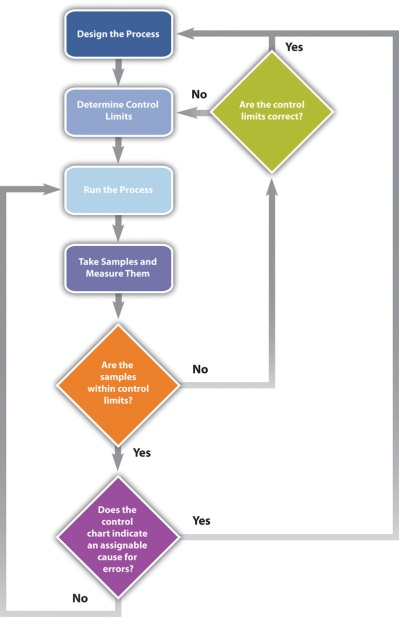 Design the Process
Yes
No
Determine Control
Limits
Are the control
limits correct?
Run the Process
Take Samples and
Measure Them
Are the
samples
within control
limits?
No
Yes
Does the
control
chart indicate
an assignable
cause for
errors?
Yes
No